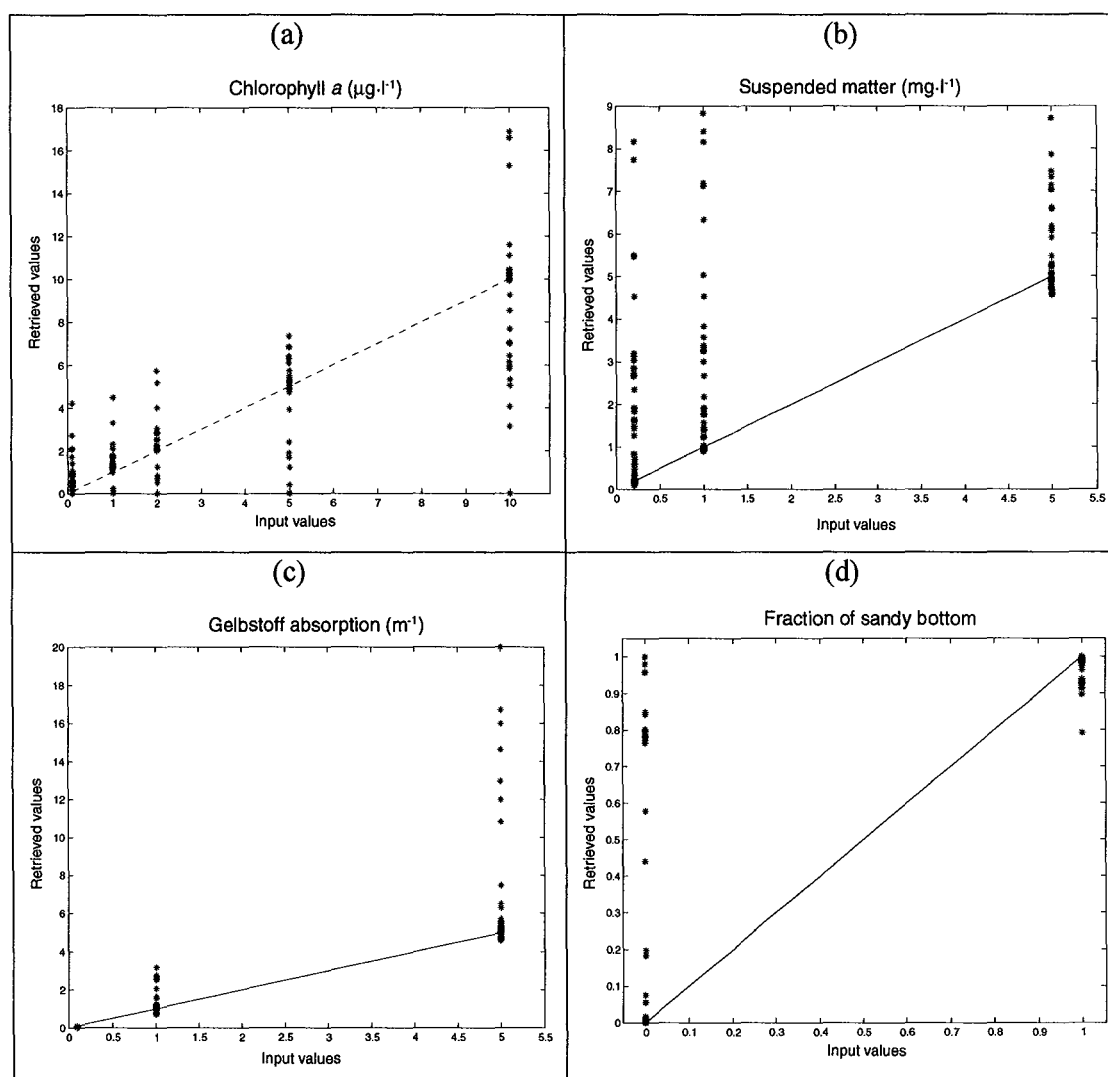 (a)
Chlorophyll a (μg·l⁻¹)
18
16
14
12
10
8
6
4
2
0
Retrieved values
0 1 2 3 4 5 6 7 8 9 10
Input values
(b)
Suspended matter (mg·l⁻¹)
9
8
7
6
5
4
3
2
1
0
Retrieved values
0 0.5 1 1.5 2 2.5 3 3.5 4 4.5 5 5.5
Input values
(c)
Gelbstoff absorption (m⁻¹)
20
18
16
14
12
10
8
6
4
2
0
Retrieved values
0 0.5 1 1.5 2 2.5 3 3.5 4 4.5 5 5.5
Input values
(d)
Fraction of sandy bottom
1
0.9
0.8
0.7
0.6
0.5
0.4
0.3
0.2
0.1
0
Retrieved values
0 0.1 0.2 0.3 0.4 0.5 0.6 0.7 0.8 0.9 1
Input values